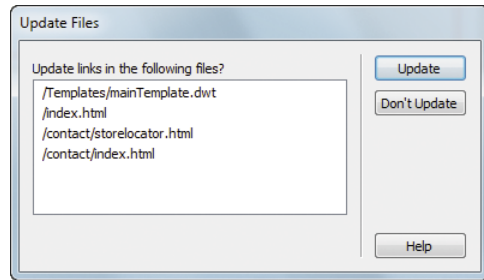 Update Files
Update links in the following files?
/Templates/mainTemplate.dwt
/index.html
/contact/storelocator.html
/contact/index.html
Update
Don't Update
Help